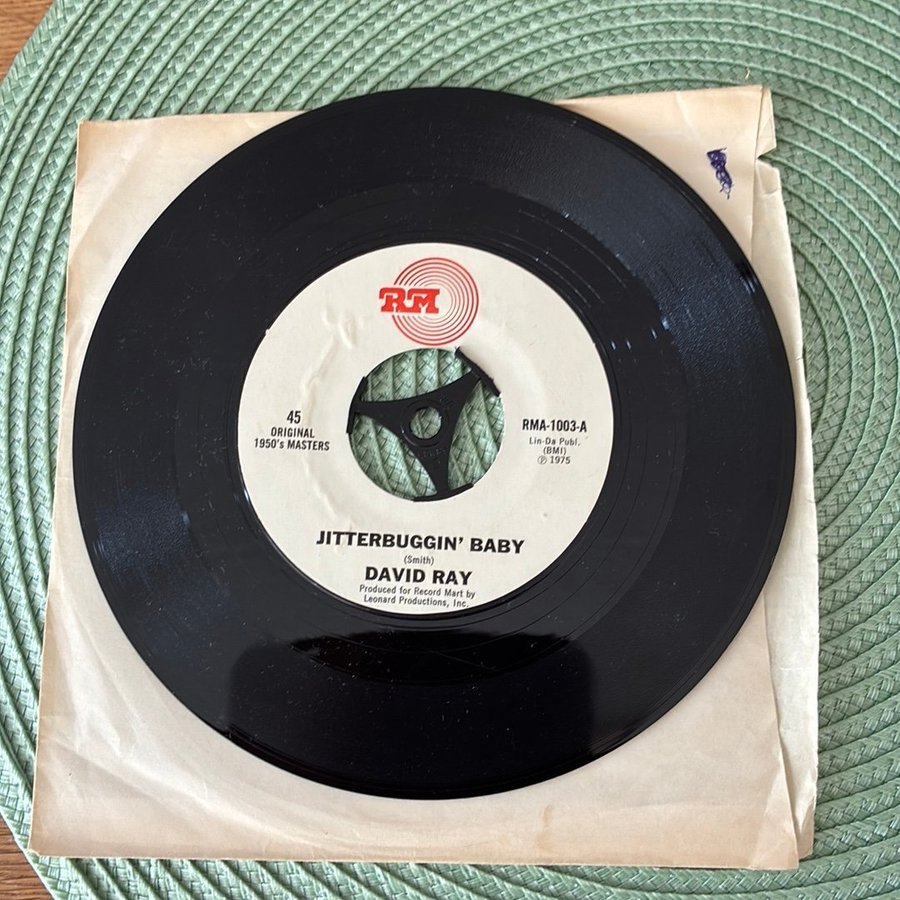 RM
45
ORIGINAL
1950's MASTERS
RMA-1003-A
Lin-Da Publ.
(BMI)
℗ 1975
JITTERBUGGIN' BABY
(Smith)
DAVID RAY
Produced for Record Mart by
Leonard Productions, Inc.